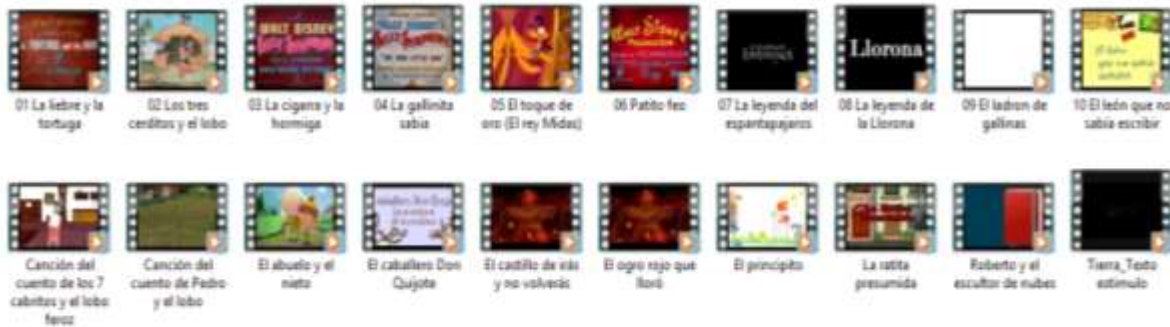 01 La liebre y la
tortuga
02 Los tres
cerditos y el lobo
03 La cigarra y la
hormiga
04 La gallinita
sabia
05 El toque de
oro (El rey Midas)
06 Patito feo
07 La leyenda del
espantapajaros
08 La leyenda de
la Llorona
09 El ladron de
gallinas
10 El león que no
sabía escribir
WALT DISNEY
Llorona
Canción del
cuento de los 7
cabritos y el lobo
feroz
Canción del
cuento de Pedro
y el lobo
El abuelo y el
nieto
El caballero Don
Quijote
El castillo de irás
y no volverás
El ogro rojo que
lloró
El principito
La ratita
presumida
Roberto y el
escultor de nubes
Tierra_Texto
estimulo